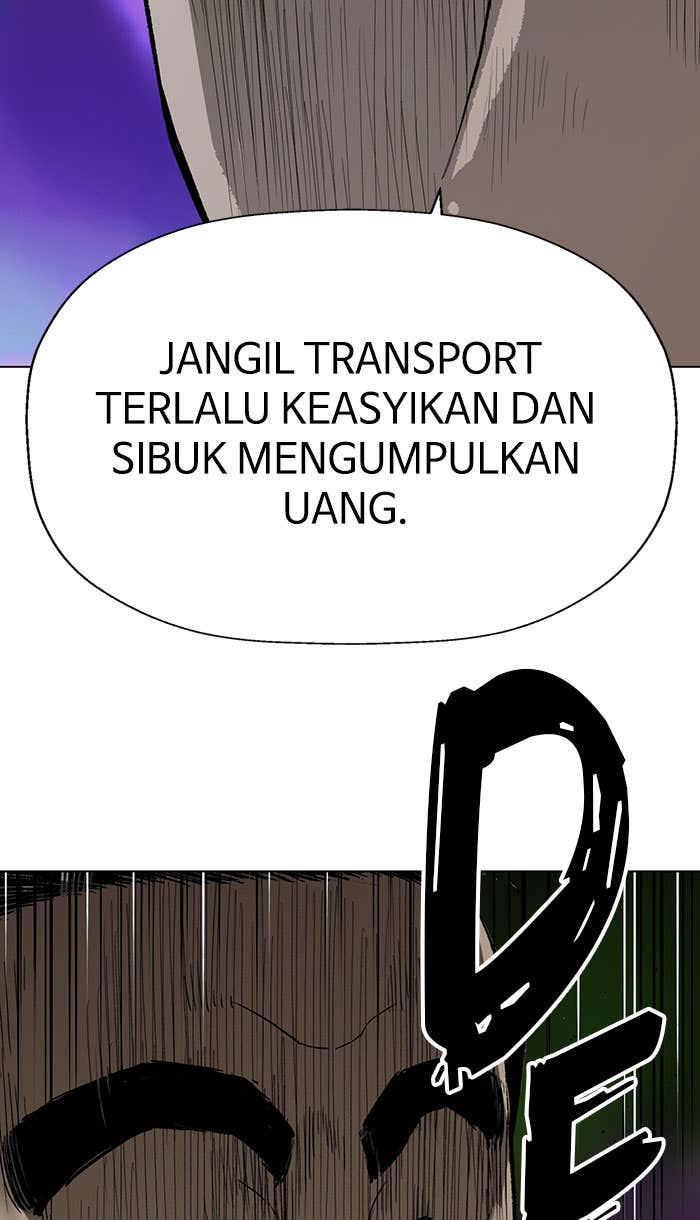 JANGIL TRANSPORT
TERLALU KEASYIKAN DAN
SIBUK MENGUMPULKAN
UANG.
DE